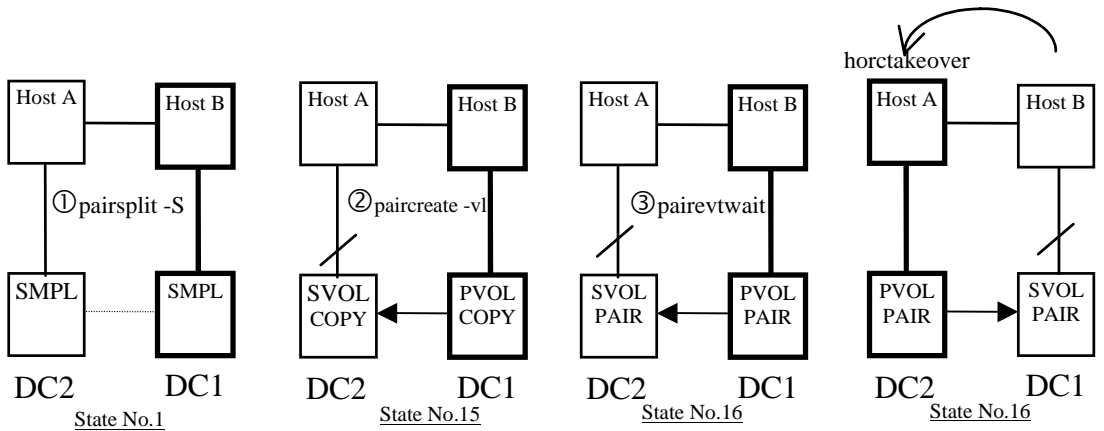 horctakeover
Host A
Host B
①pairsplit -S
SMPL
SMPL
DC2
DC1
State No.1
Host A
Host B
②paircreate -vl
SVOL
COPY
PVOL
COPY
DC2
DC1
State No.15
Host A
Host B
③pairevtwait
SVOL
PAIR
PVOL
PAIR
DC2
DC1
State No.16
Host A
Host B
PVOL
PAIR
SVOL
PAIR
DC2
DC1
State No.16